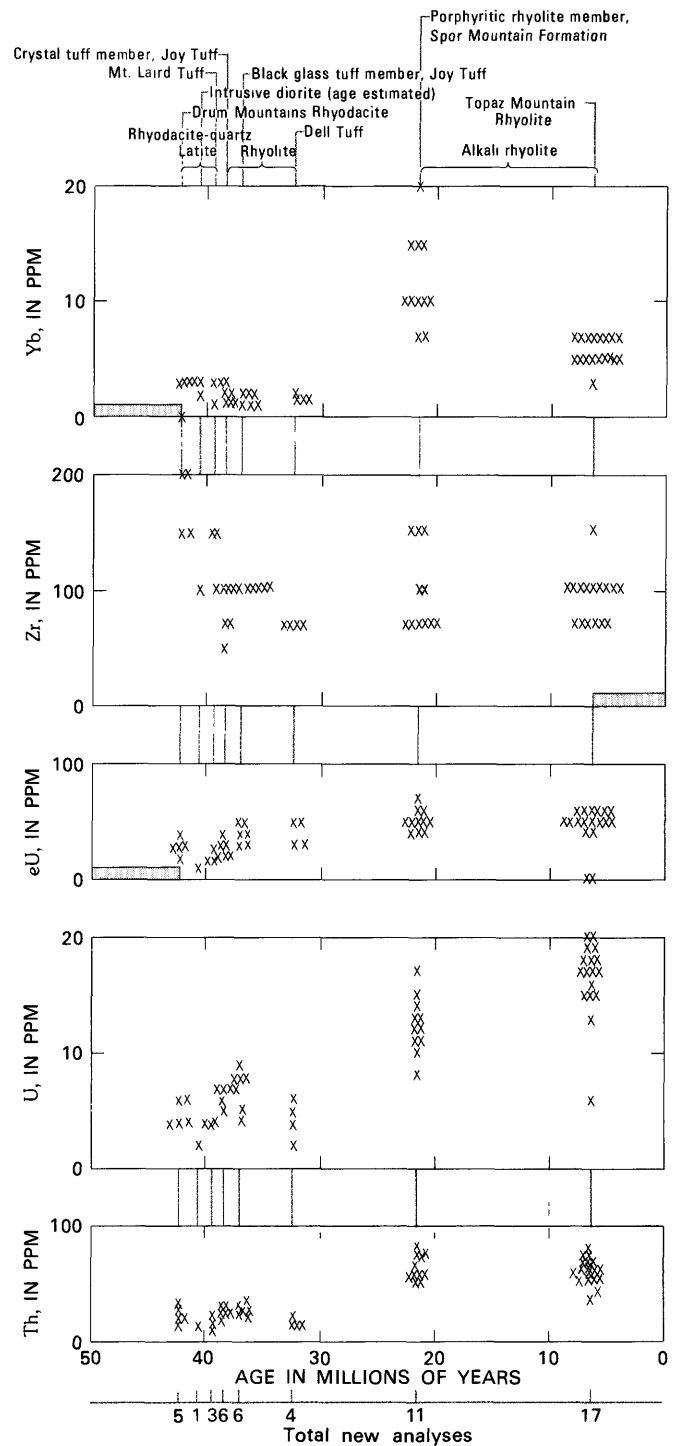 Porphyritic rhyolite member,
Spor Mountain Formation
Crystal tuff member, Joy Tuff
Mt. Laird Tuff
Black glass tuff member, Joy Tuff
Intrusive diorite (age estimated)
Drum Mountains Rhyodacite
Topaz Mountain
Rhyolite
Rhyodacite-quartz
Latite
Rhyolite
Dell Tuff
Alkali rhyolite
20
10
0
Yb, IN PPM
200
100
0
Zr, IN PPM
100
0
eU, IN PPM
20
10
0
U, IN PPM
100
0
Th, IN PPM
50 40 30 20 10 0
AGE IN MILLIONS OF YEARS
5 1 3 6 6 4 11 17
Total new analyses